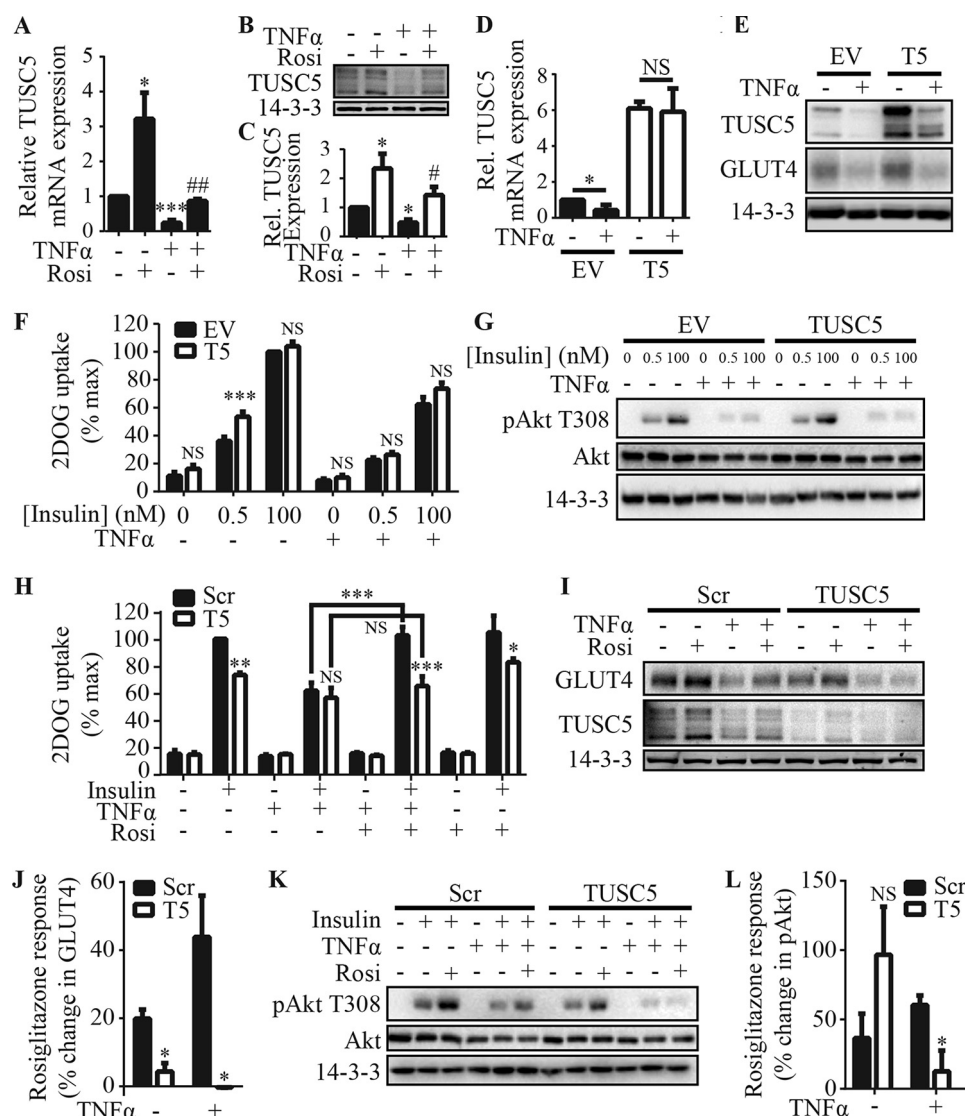 A
Relative TUSC5
mRNA expression
5
4
3
2
1
0
*
***
##
TNFα - - + +
Rosi - + - +
B
TNFα - - + +
Rosi - + - +
TUSC5
14-3-3
C
Rel. TUSC5
Expression
3
2
1
0
*
*
#
TNFα - - + +
Rosi - + - +
D
Rel. TUSC5
mRNA expression
8
6
4
2
0
*
NS
TNFα - + - +
EV T5
E
EV T5
TNFα - + - +
TUSC5
GLUT4
14-3-3
F
2DOG uptake
(% max)
120
100
80
60
40
20
0
EV
T5
NS
***
NS
NS
NS
NS
[Insulin] (nM) 0 0.5 100 0 0.5 100
TNFα - - - + + +
G
EV TUSC5
[Insulin] (nM) 0 0.5 100 0 0.5 100 0 0.5 100 0 0.5 100
TNFα - - - + + + - - - + + +
pAkt T308
Akt
14-3-3
H
2DOG uptake
(% max)
120
100
80
60
40
20
0
Scr
T5
**
***
NS
NS
***
*
Insulin - + - + - + - +
TNFα - - + + + + - -
Rosi - - - - + + + +
I
Scr TUSC5
TNFα - - + + - - + +
Rosi - + - + - + - +
GLUT4
TUSC5
14-3-3
J
Rosiglitazone response
(% change in GLUT4)
60
40
20
0
Scr
T5
*
*
TNFα - +
K
Scr TUSC5
Insulin - + + - + + - + + - + +
TNFα - - - + + + - - - + + +
Rosi - - + - - + - - + - - +
pAkt T308
Akt
14-3-3
L
Rosiglitazone response
(% change in pAkt)
150
100
50
0
Scr
T5
NS
*
TNFα - +